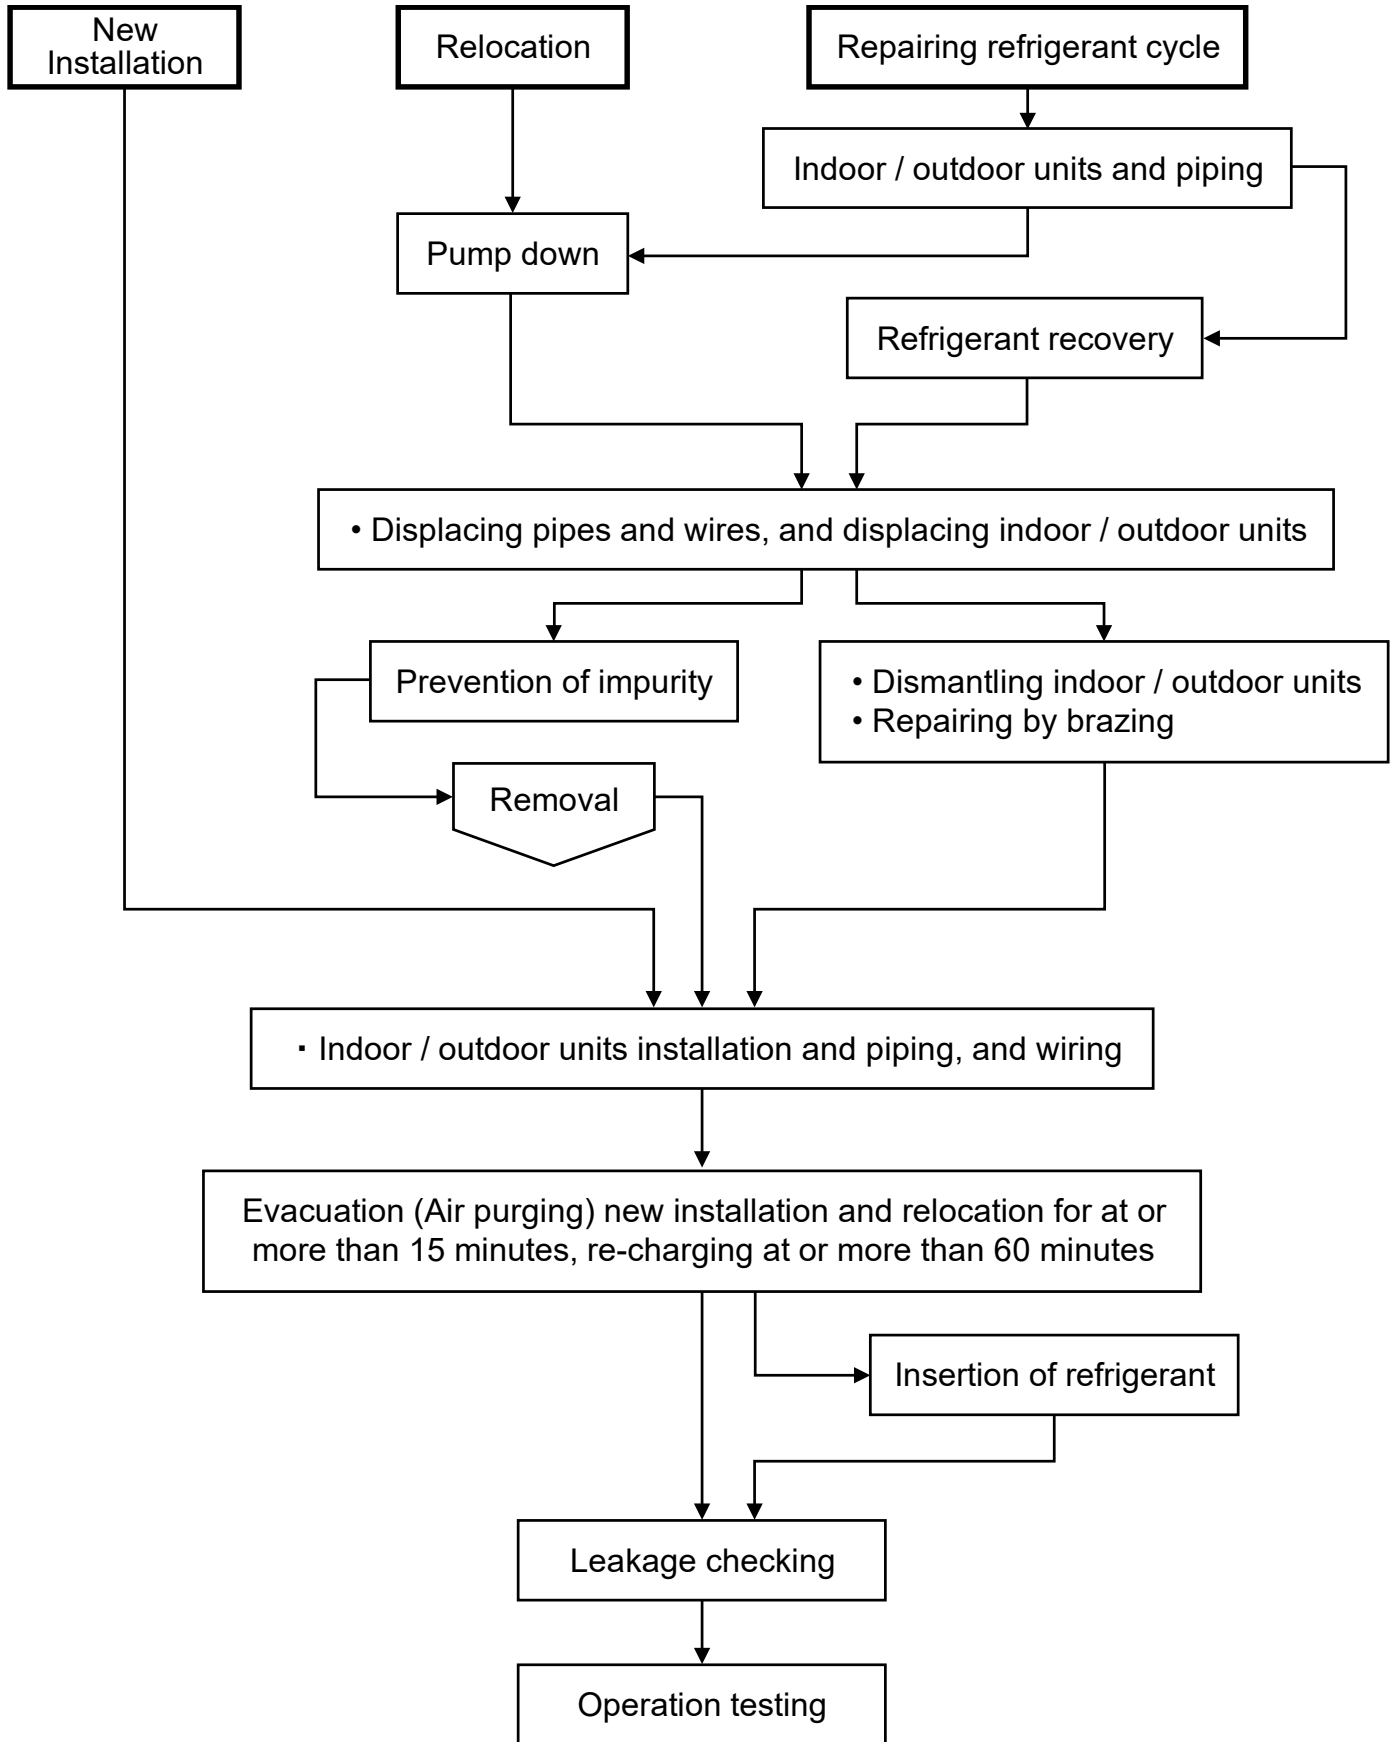 New
Installation
Relocation
Repairing refrigerant cycle
Indoor / outdoor units and piping
Pump down
Refrigerant recovery
• Displacing pipes and wires, and displacing indoor / outdoor units
Prevention of impurity
• Dismantling indoor / outdoor units
• Repairing by brazing
Removal
・Indoor / outdoor units installation and piping, and wiring
Evacuation (Air purging) new installation and relocation for at or
more than 15 minutes, re-charging at or more than 60 minutes
Insertion of refrigerant
Leakage checking
Operation testing